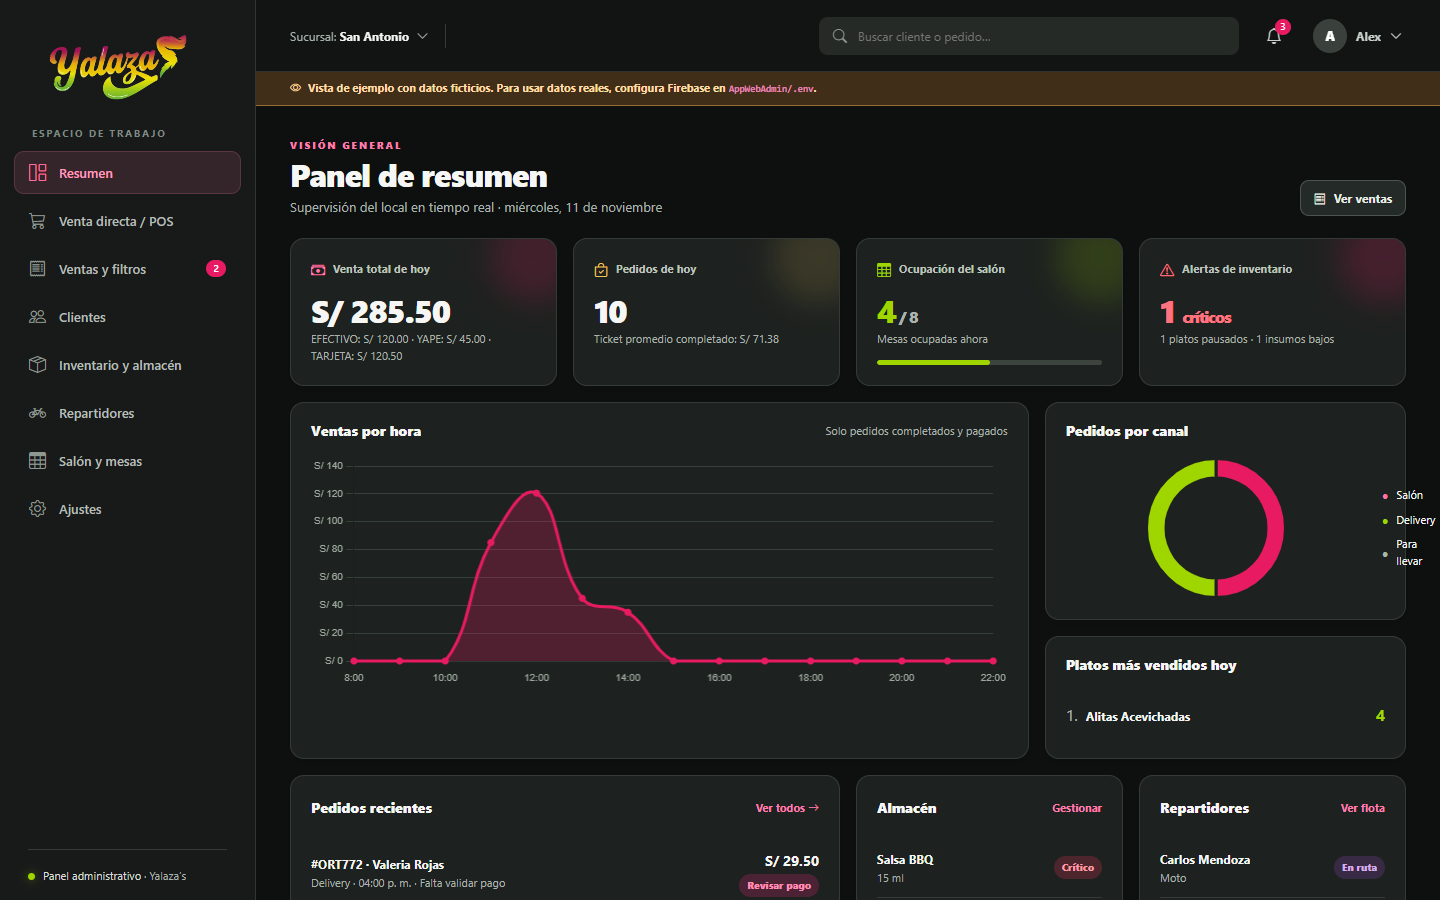 Yalaza
ESPACIO DE TRABAJO
Resumen
Venta directa / POS
Ventas y filtros
2
Clientes
Inventario y almacén
Repartidores
Salón y mesas
Ajustes
Panel administrativo · Yalaza's
Sucursal: San Antonio
Buscar cliente o pedido...
3
A
Alex
Vista de ejemplo con datos ficticios. Para usar datos reales, configura Firebase en AppWebAdmin/.env.
VISIÓN GENERAL
Panel de resumen
Supervisión del local en tiempo real · miércoles, 11 de noviembre
Ver ventas
Venta total de hoy
S/ 285.50
EFECTIVO: S/ 120.00 · YAPE: S/ 45.00 ·
TARJETA: S/ 120.50
Pedidos de hoy
10
Ticket promedio completado: S/ 71.38
Ocupación del salón
4/ 8
Mesas ocupadas ahora
Alertas de inventario
1 críticos
1 platos pausados · 1 insumos bajos
Ventas por hora
Solo pedidos completados y pagados
S/ 140
S/ 120
S/ 100
S/ 80
S/ 60
S/ 40
S/ 20
S/ 0
8:00
10:00
12:00
14:00
16:00
18:00
20:00
22:00
Pedidos por canal
Salón
Delivery
Para
llevar
Platos más vendidos hoy
1. Alitas Acevichadas
4
Pedidos recientes
Ver todos →
#ORT772 · Valeria Rojas
Delivery · 04:00 p. m. · Falta validar pago
S/ 29.50
Revisar pago
Almacén
Gestionar
Salsa BBQ
15 ml
Crítico
Repartidores
Ver flota
Carlos Mendoza
Moto
En ruta